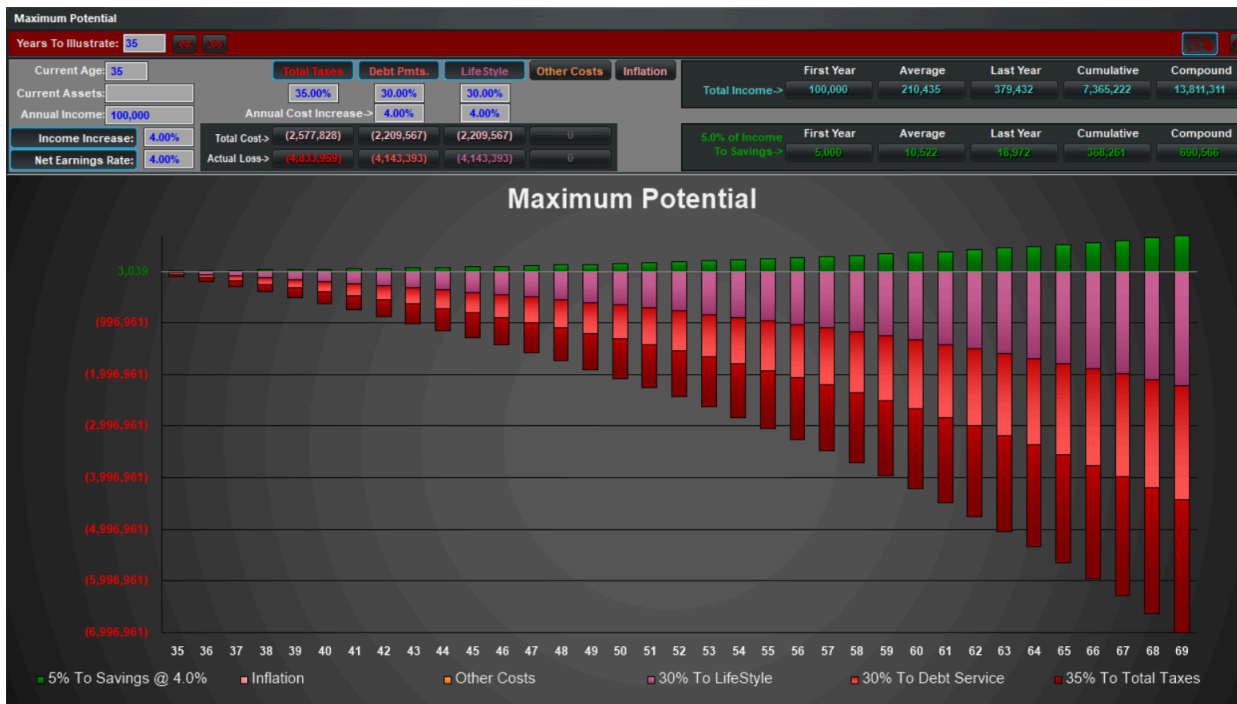 Maximum Potential
Years To Illustrate: 35
Current Age: 35 Total Taxes Debt Pmts. LifeStyle Other Costs Inflation First Year Average Last Year Cumulative Compound
Current Assets: 35.00% 30.00% 30.00% Total Income-> 100,000 210,435 379,432 7,365,222 13,811,311
Annual Income: 100,000 Annual Cost Increase-> 4.00% 4.00%
Income Increase: 4.00% Total Cost-> (2,577,828) (2,209,567) (2,209,567) 0 5.0% of Income First Year Average Last Year Cumulative Compound
Net Earnings Rate: 4.00% Actual Loss-> (4,833,959) (4,143,393) (4,143,393) 0 To Savings-> 5,000 10,522 18,972 368,261 690,566
Maximum Potential
3,039
(996,961)
(1,996,961)
(2,996,961)
(3,996,961)
(4,996,961)
(5,996,961)
(6,996,961)
35 36 37 38 39 40 41 42 43 44 45 46 47 48 49 50 51 52 53 54 55 56 57 58 59 60 61 62 63 64 65 66 67 68 69
5% To Savings @ 4.0% Inflation Other Costs 30% To LifeStyle 30% To Debt Service 35% To Total Taxes